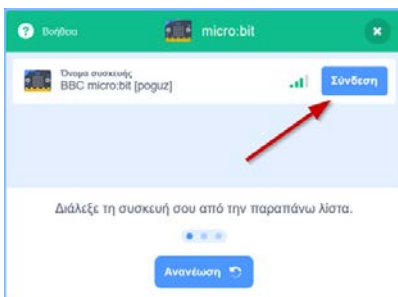 Βοήθεια
micro:bit
Όνομα συσκευής
BBC micro:bit [poguz]
Σύνδεση
Διάλεξε τη συσκευή σου από την παραπάνω λίστα.
Ανανέωση